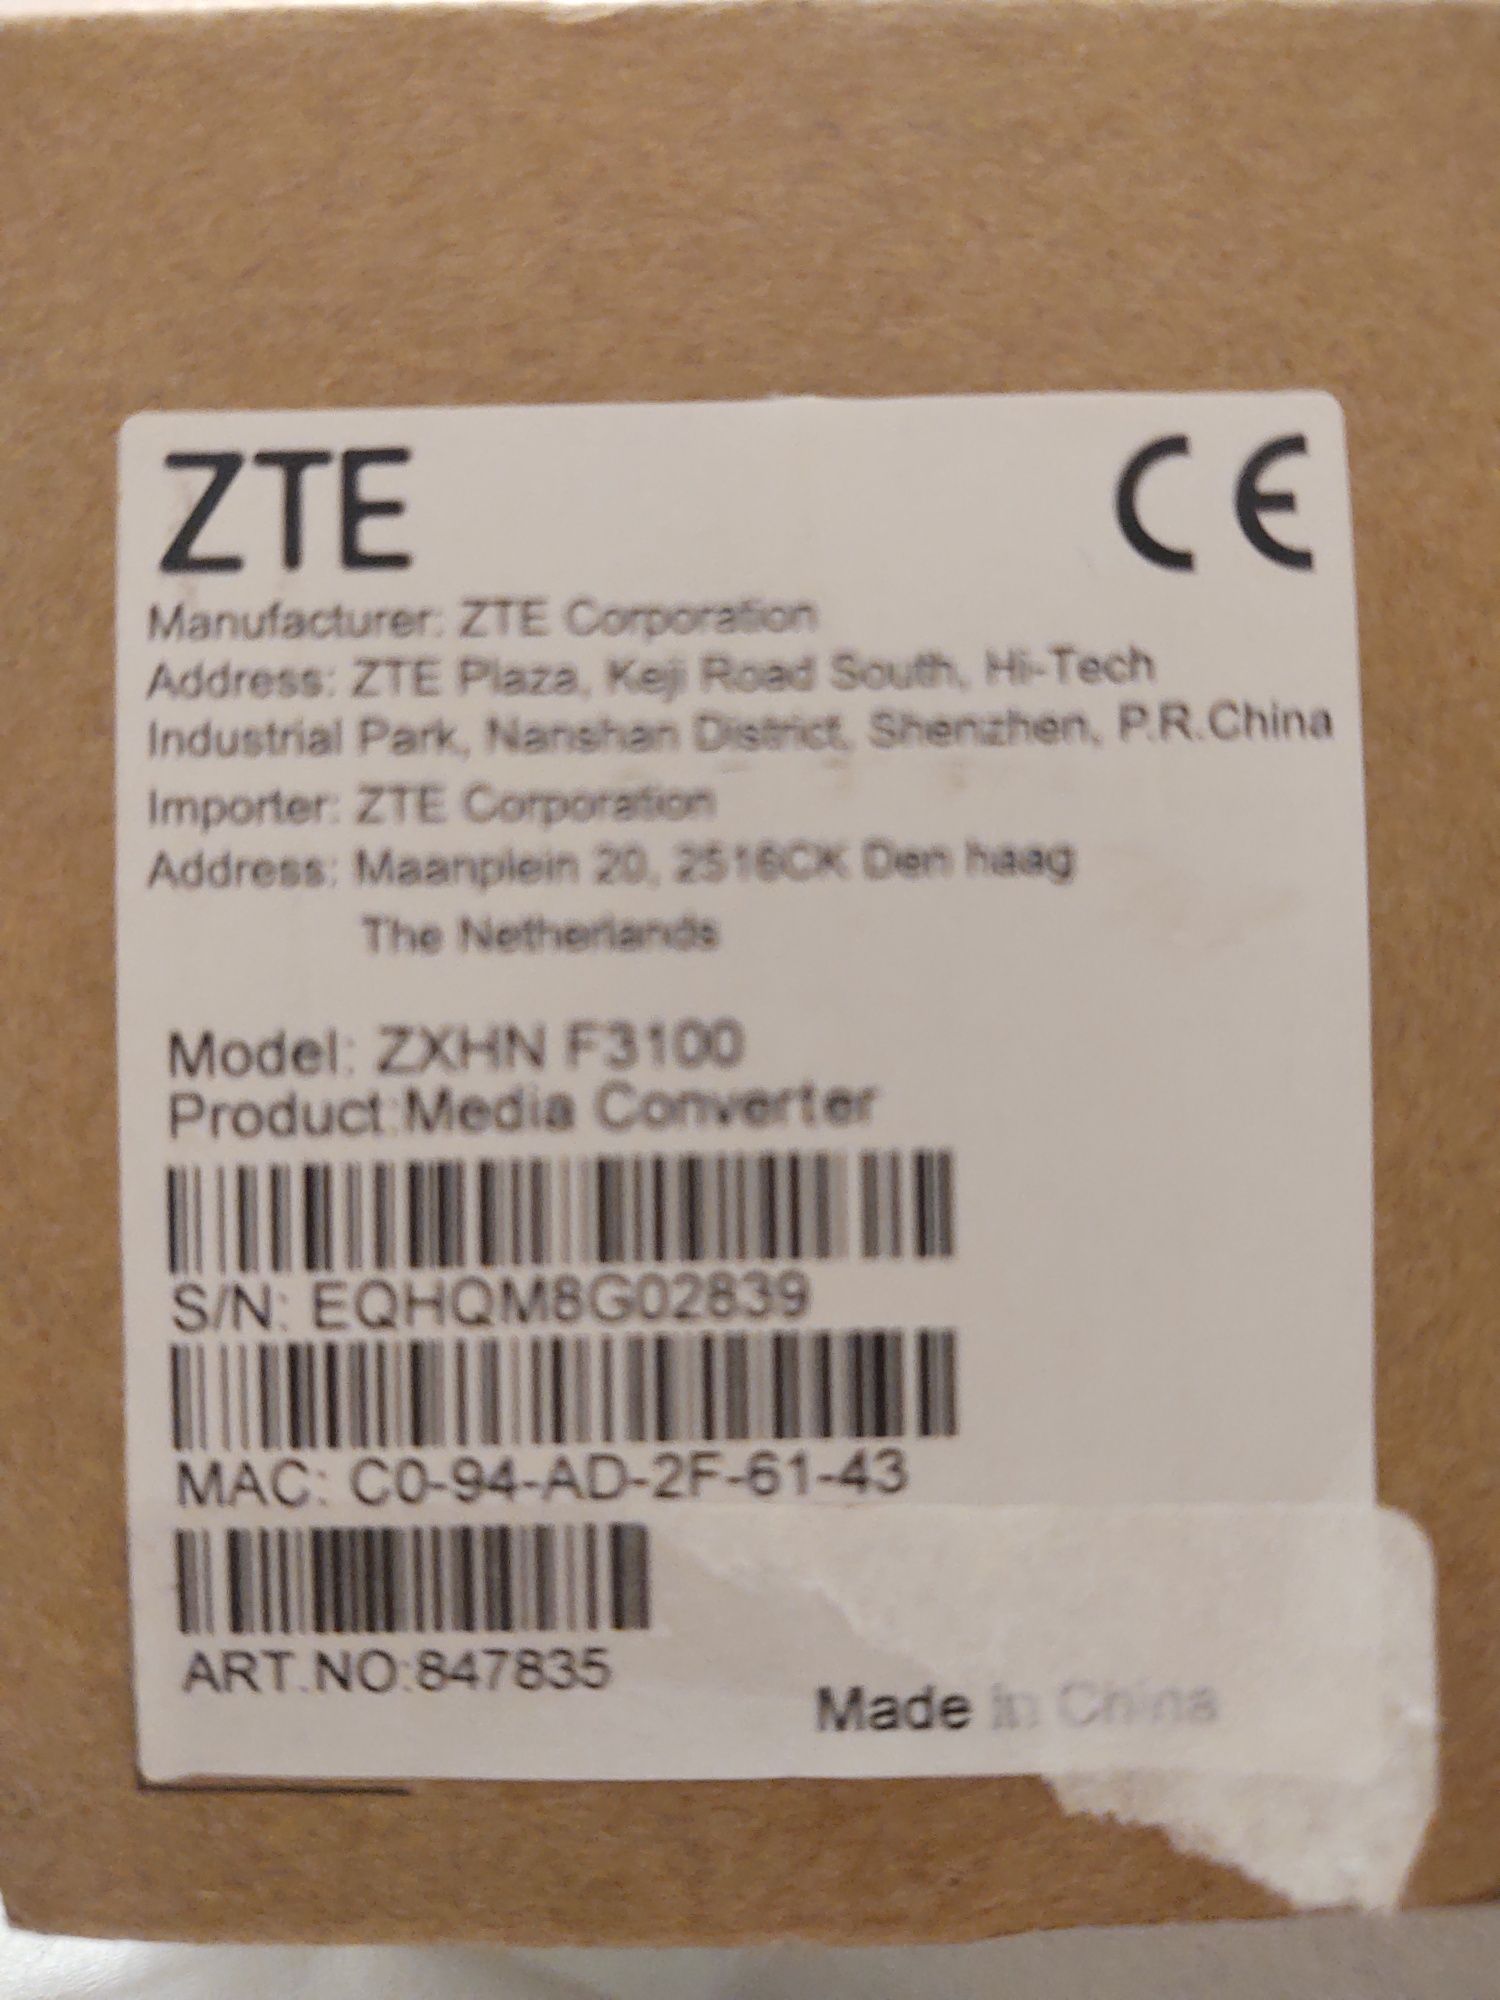 ZTE
CE
Manufacturer: ZTE Corporation
Address: ZTE Plaza, Keji Road South, Hi-Tech
Industrial Park, Nanshan District, Shenzhen, P.R.China
Importer: ZTE Corporation
Address: Maanplein 20, 2516CK Den haag
The Netherlands
Model: ZXHN F3100
Product:Media Converter
S/N: EQHQM8G02839
MAC: C0-94-AD-2F-61-43
ART.NO:847835
Made in China